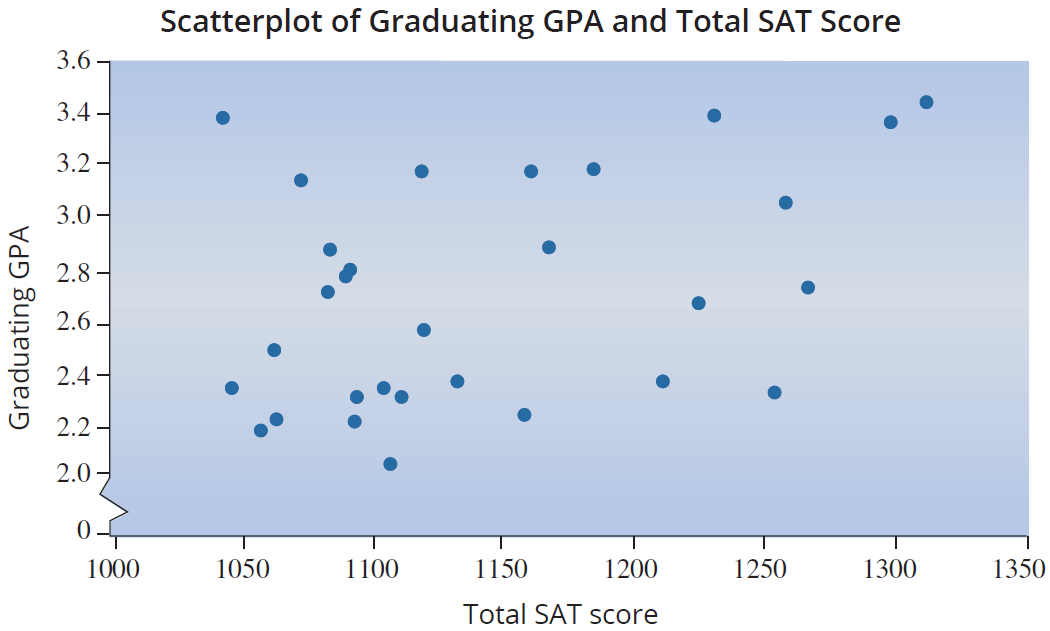 Scatterplot of Graduating GPA and Total SAT Score
3.6
3.4
3.2
3.0
2.8
2.6
2.4
2.2
2.0
0
Graduating GPA
1000 1050 1100 1150 1200 1250 1300 1350
Total SAT score